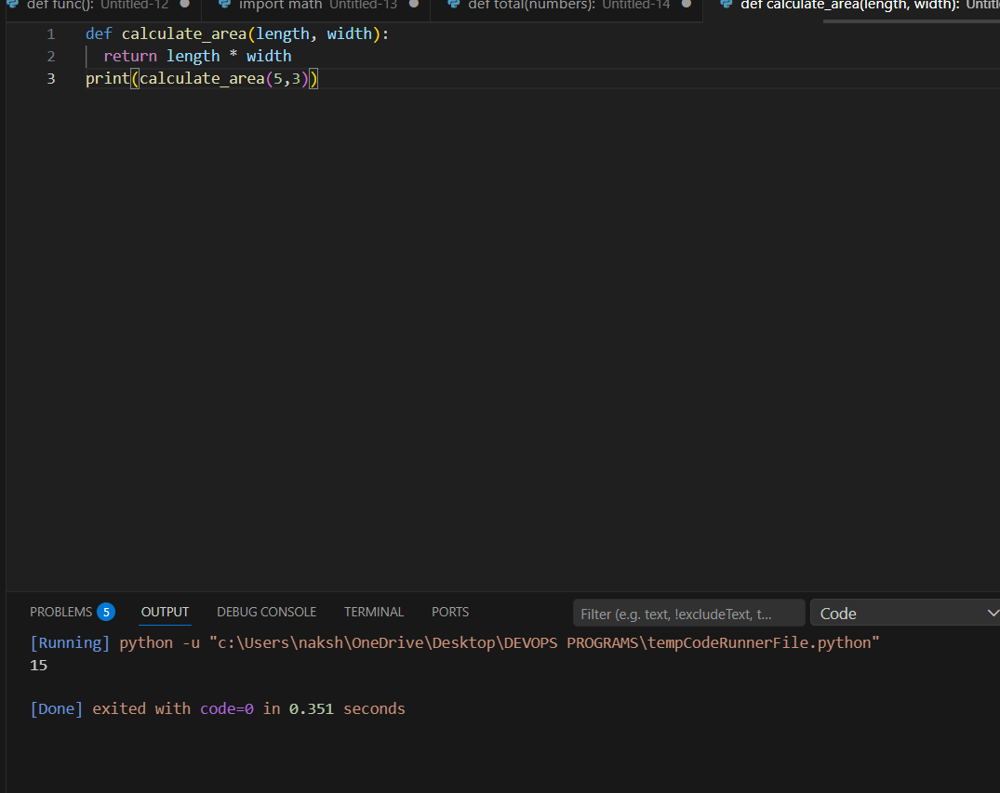 def func(): Untitled-12 import math Untitled-13 def total(numbers): Untitled-14 def calculate_area(length, width):
1 def calculate_area(length, width):
2 return length * width
3 print(calculate_area(5,3))
PROBLEMS 5 OUTPUT DEBUG CONSOLE TERMINAL PORTS Filter (e.g. text, !excludeText, t... Code
[Running] python -u "c:\Users\naksh\OneDrive\Desktop\DEVOPS PROGRAMS\tempCodeRunnerFile.python"
15
[Done] exited with code=0 in 0.351 seconds